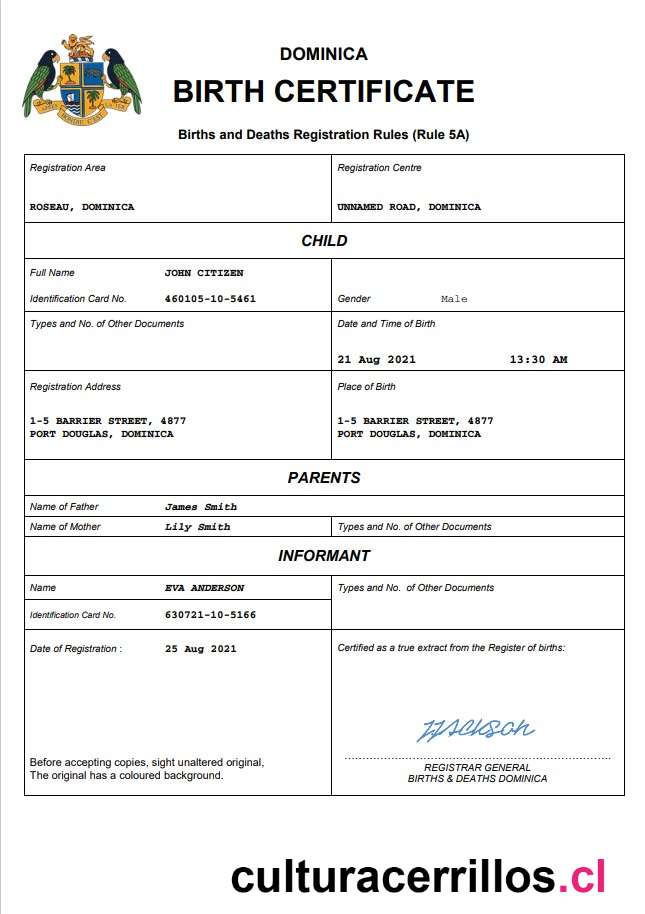 DOMINICA
BIRTH CERTIFICATE
Births and Deaths Registration Rules (Rule 5A)
Registration Area
Registration Centre
ROSEAU, DOMINICA
UNNAMED ROAD, DOMINICA
CHILD
Full Name JOHN CITIZEN
Identification Card No. 460105-10-5461
Gender Male
Types and No. of Other Documents
Date and Time of Birth
21 Aug 2021 13:30 AM
Registration Address
1-5 BARRIER STREET, 4877
PORT DOUGLAS, DOMINICA
Place of Birth
1-5 BARRIER STREET, 4877
PORT DOUGLAS, DOMINICA
PARENTS
Name of Father James Smith
Name of Mother Lily Smith
Types and No. of Other Documents
INFORMANT
Name EVA ANDERSON
Types and No. of Other Documents
Identification Card No. 630721-10-5166
Date of Registration : 25 Aug 2021
Before accepting copies, sight unaltered original,
The original has a coloured background.
Certified as a true extract from the Register of births:
REGISTRAR GENERAL
BIRTHS & DEATHS DOMINICA
culturacerrillos.cl